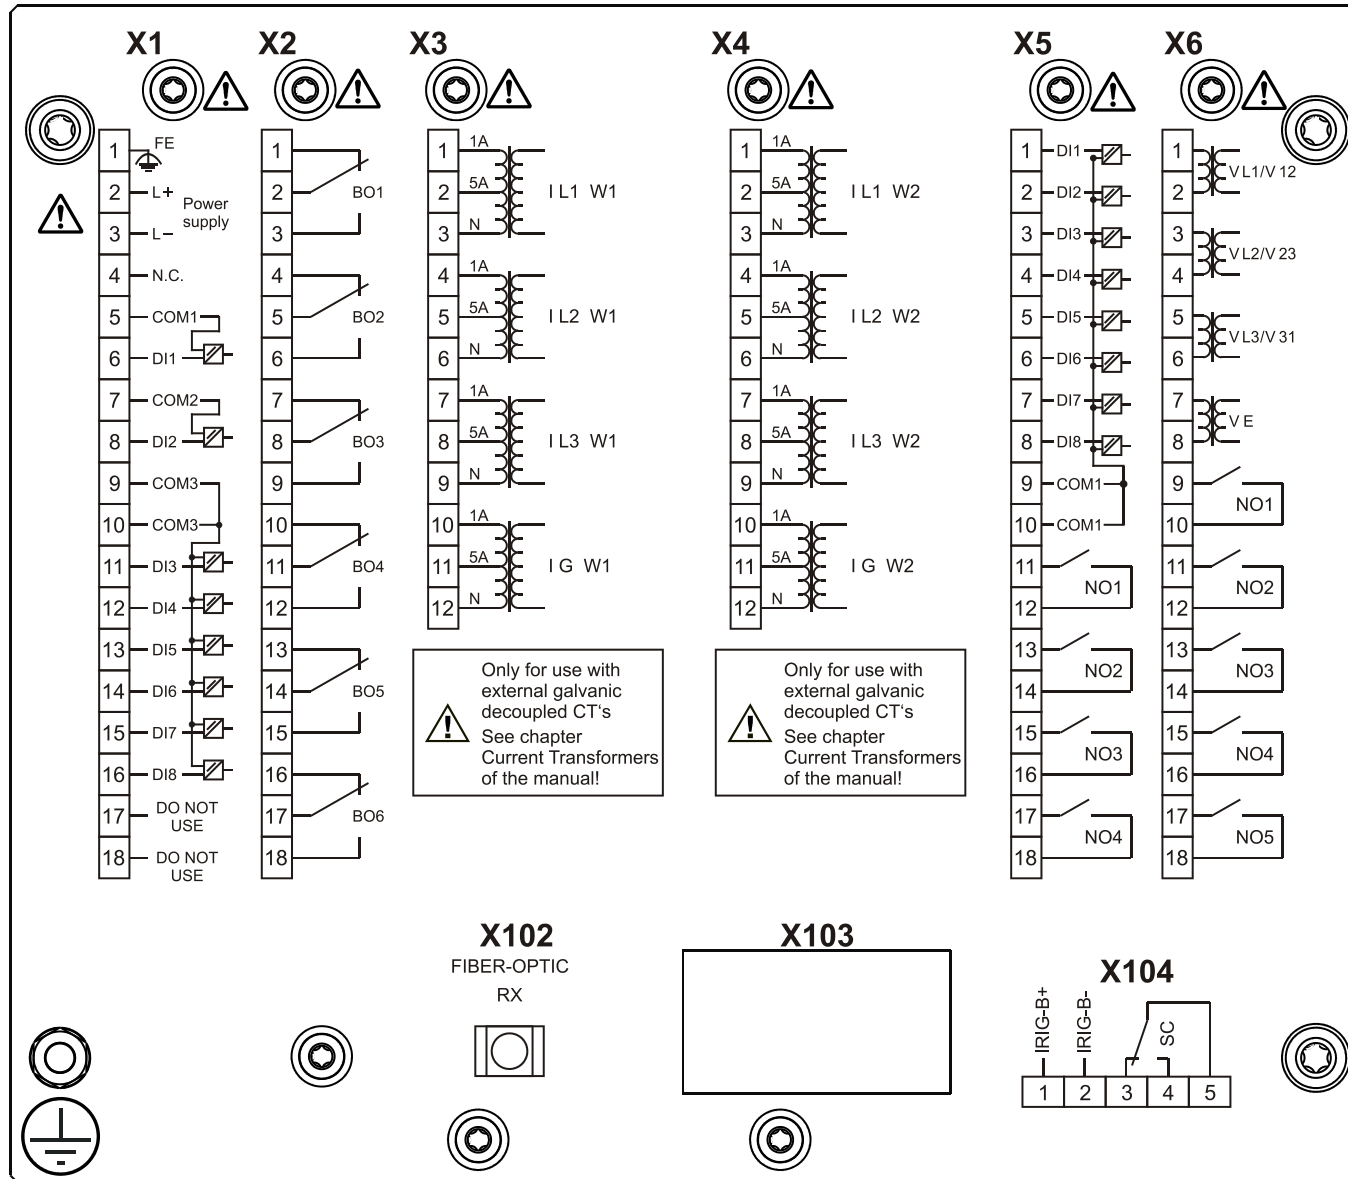 X1
X2
X3
X4
X5
X6
1 FE
2 L+
Power
supply
3 L–
4 N.C.
5 COM1
6 DI1
7 COM2
8 DI2
9 COM3
10 COM3
11 DI3
12 DI4
13 DI5
14 DI6
15 DI7
16 DI8
17 DO NOT
USE
18 DO NOT
USE
1
2 BO1
3
4
5 BO2
6
7
8 BO3
9
10
11 BO4
12
13
14 BO5
15
16
17 BO6
18
1 1A
2 5A I L1 W1
3 N
4 1A
5 5A I L2 W1
6 N
7 1A
8 5A I L3 W1
9 N
10 1A
11 5A I G W1
12 N
Only for use with
external galvanic
decoupled CT‘s
See chapter
Current Transformers
of the manual!
1 1A
2 5A I L1 W2
3 N
4 1A
5 5A I L2 W2
6 N
7 1A
8 5A I L3 W2
9 N
10 1A
11 5A I G W2
12 N
Only for use with
external galvanic
decoupled CT‘s
See chapter
Current Transformers
of the manual!
1 DI1
2 DI2
3 DI3
4 DI4
5 DI5
6 DI6
7 DI7
8 DI8
9 COM1
10 COM1
11
NO1
12
13
NO2
14
15
NO3
16
17
NO4
18
1
V L1/V 12
2
3
V L2/V 23
4
5
V L3/V 31
6
7
V E
8
9
NO1
10
11
NO2
12
13
NO3
14
15
NO4
16
17
NO5
18
X102
FIBER-OPTIC
RX
X103
X104
IRIG-B+
IRIG-B-
SC
1 2 3 4 5